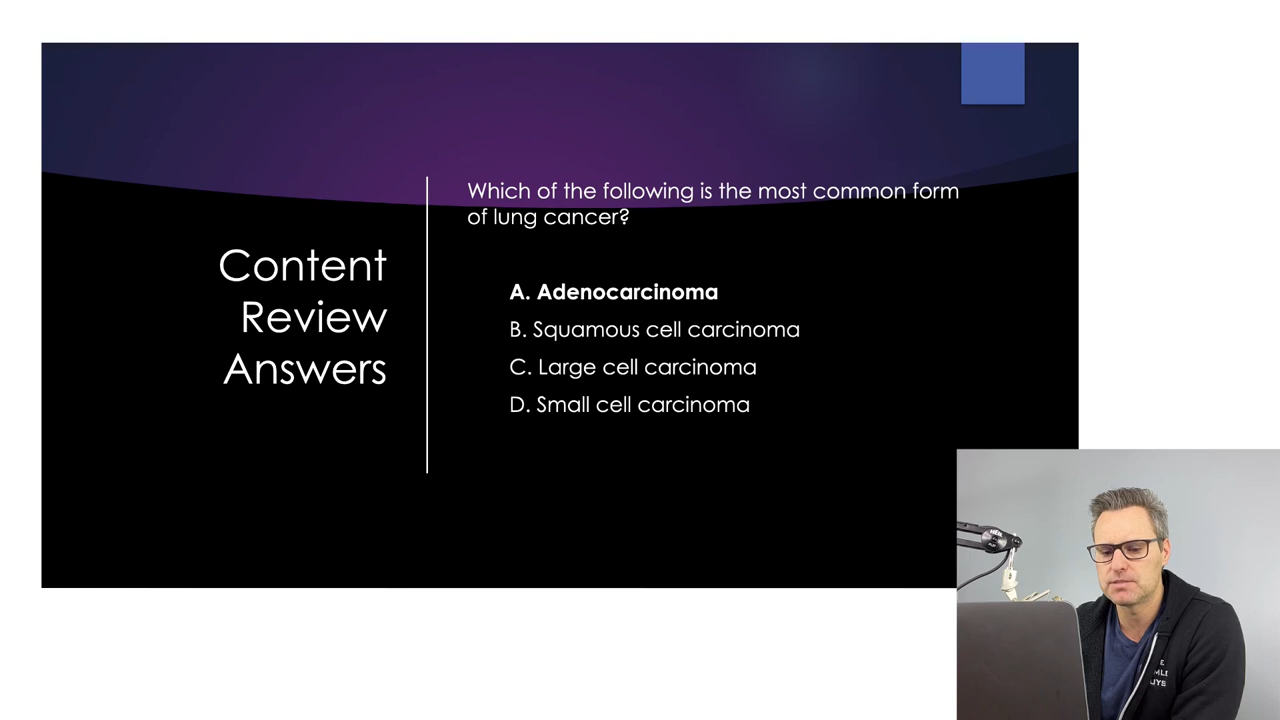 Which of the following is the most common form
of lung cancer?
Content
Review
Answers
A. Adenocarcinoma
B. Squamous cell carcinoma
C. Large cell carcinoma
D. Small cell carcinoma